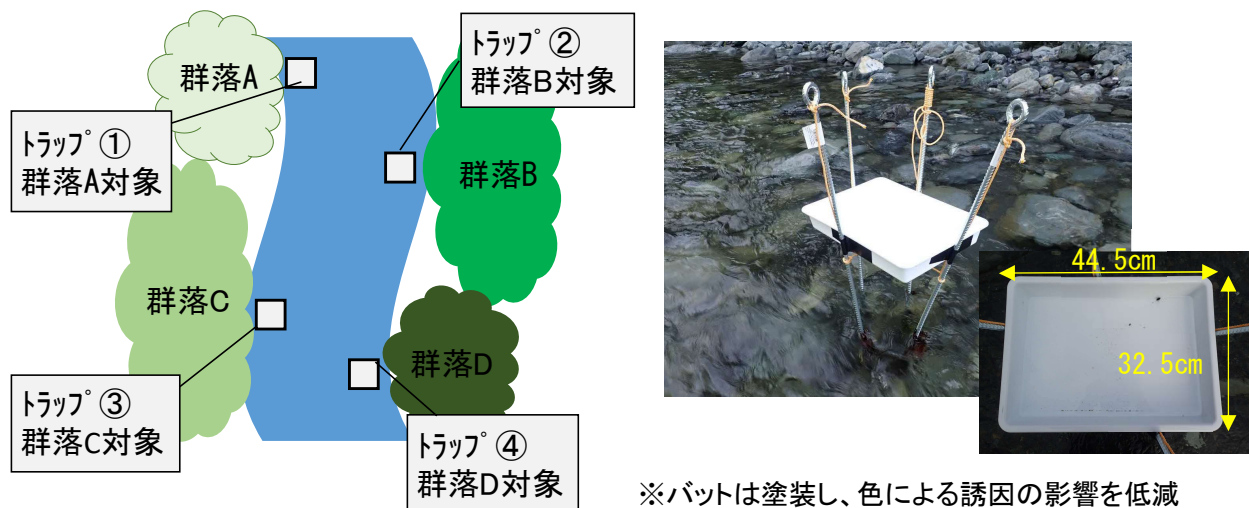 群落A
ﾄﾗｯﾌﾟ②
群落B対象
ﾄﾗｯﾌﾟ①
群落A対象
群落B
群落C
群落D
ﾄﾗｯﾌﾟ③
群落C対象
ﾄﾗｯﾌﾟ④
群落D対象
44.5cm
32.5cm
※バットは塗装し、色による誘因の影響を低減